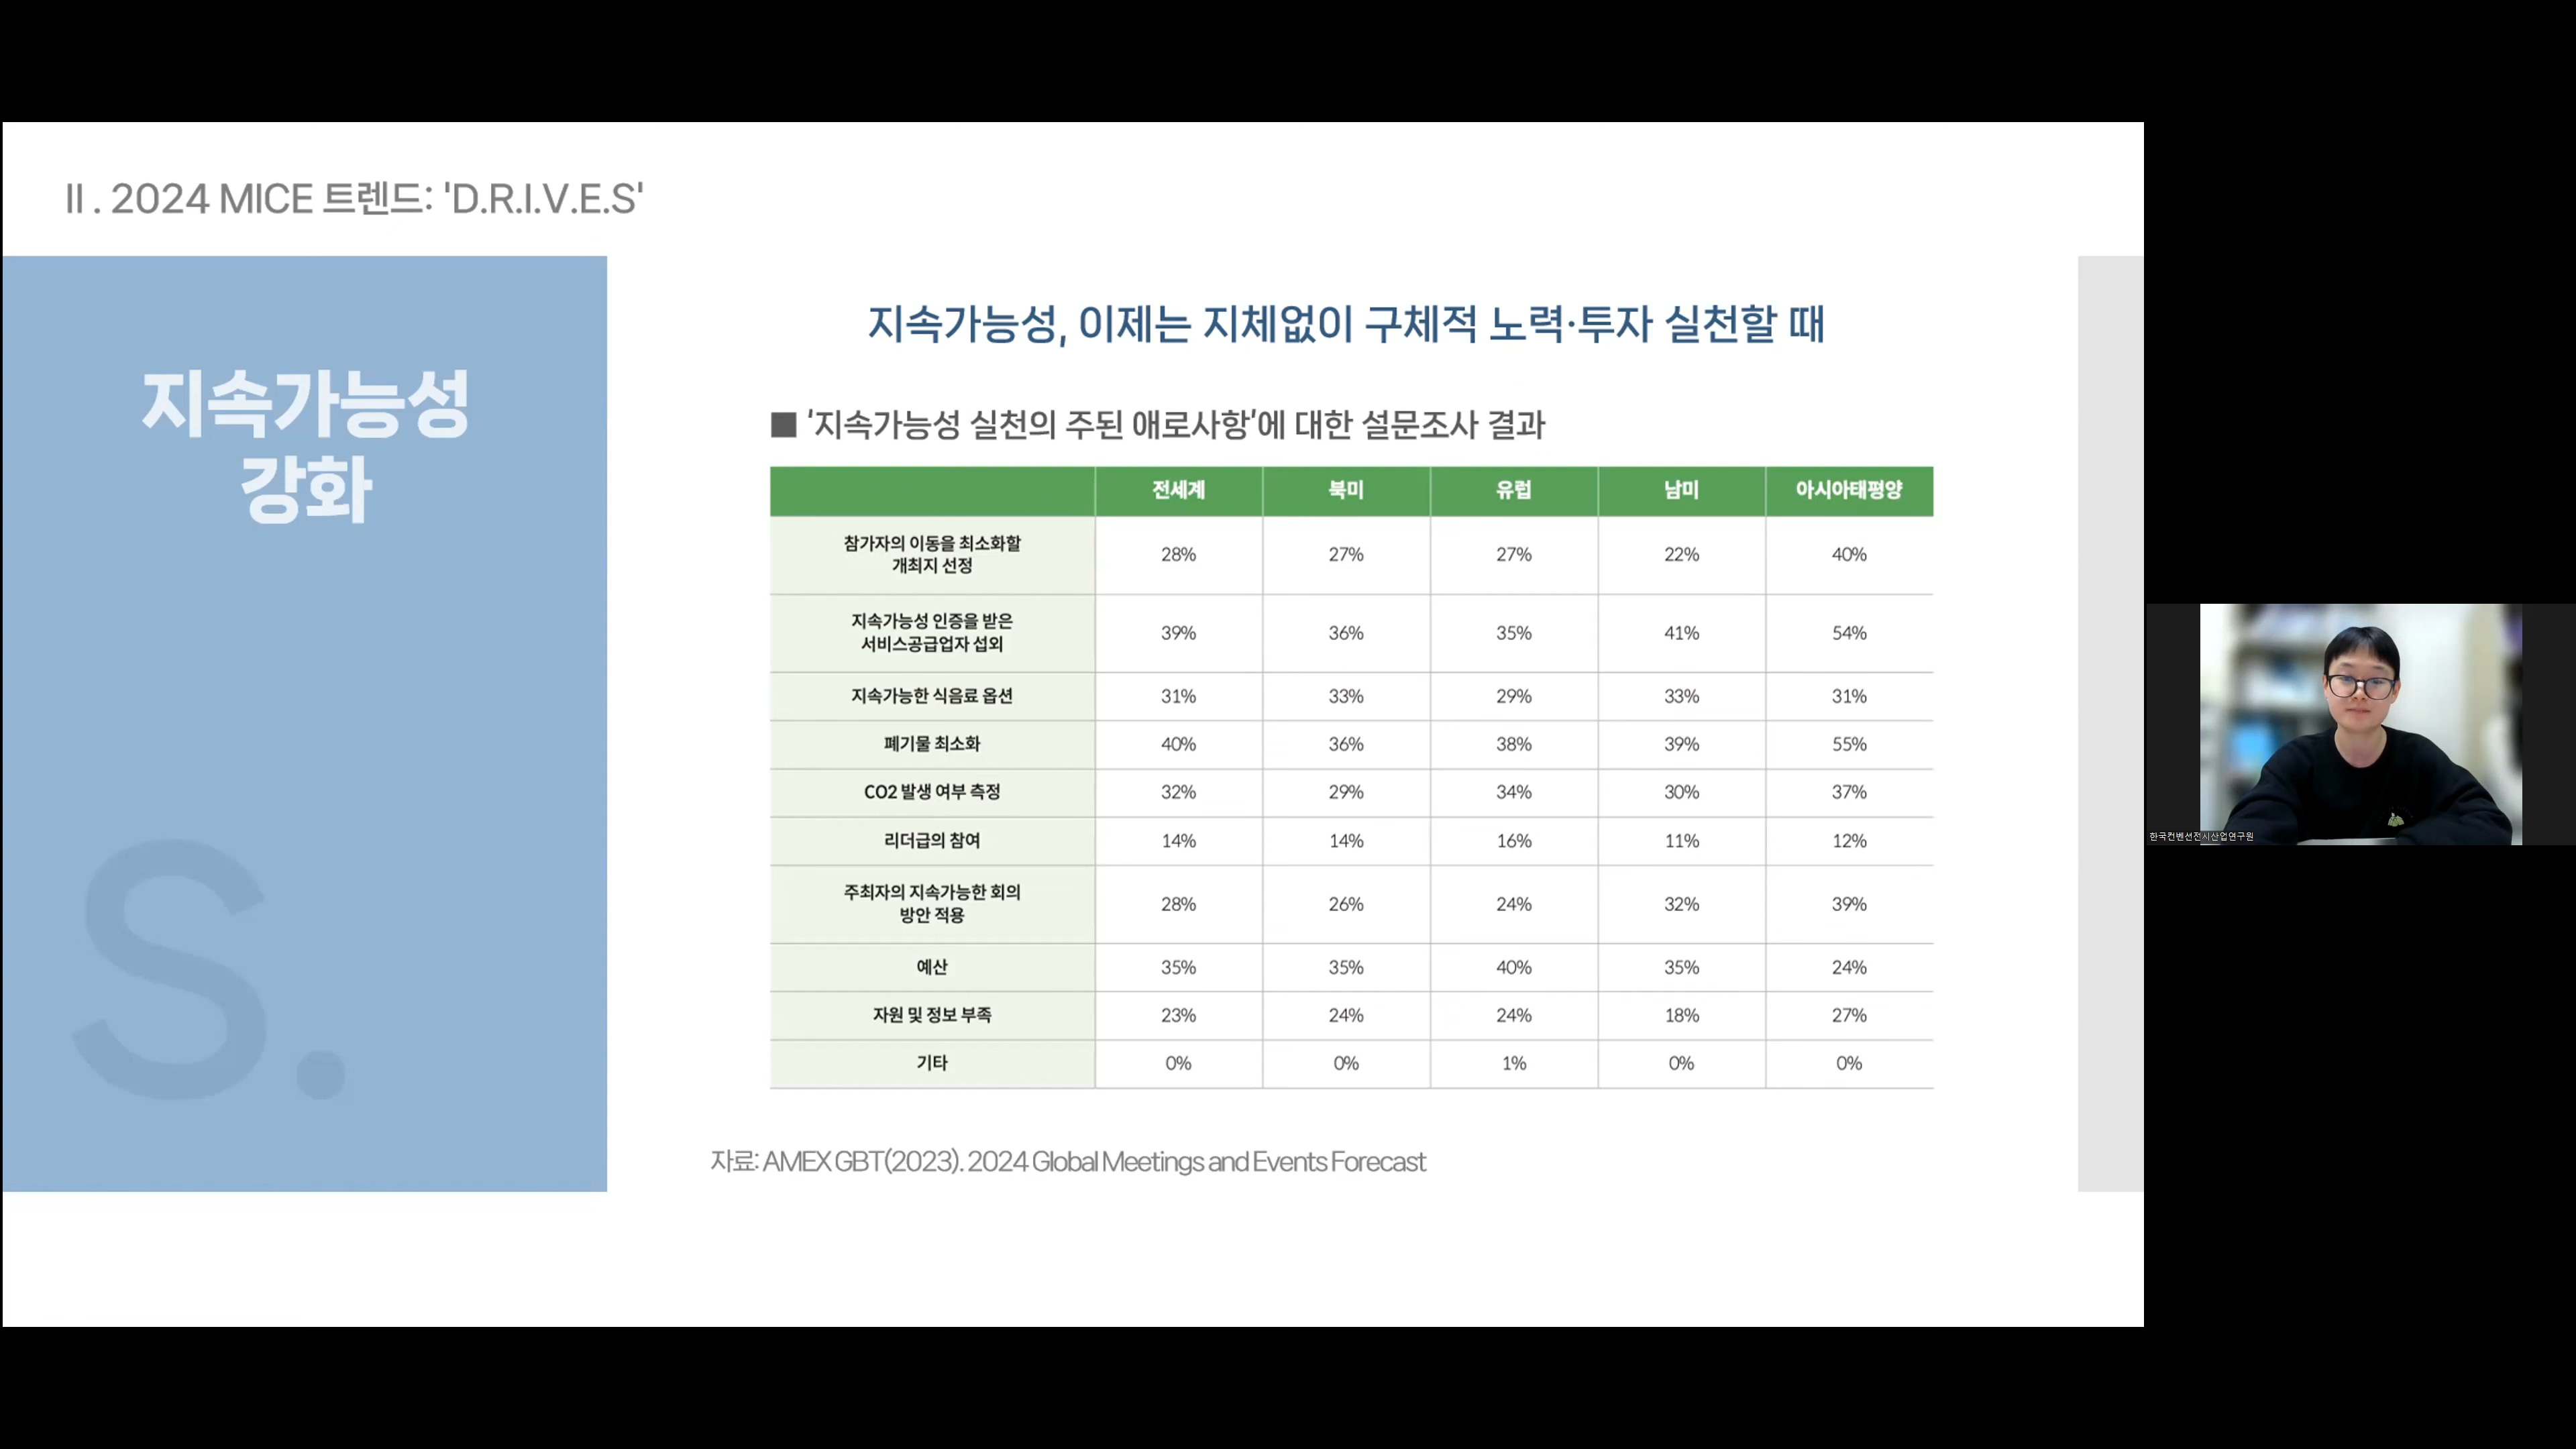 Ⅱ. 2024 MICE 트렌드: 'D.R.I.V.E.S'
지속가능성
강화
S.
지속가능성, 이제는 지체없이 구체적 노력·투자 실천할 때
■ '지속가능성 실천의 주된 애로사항'에 대한 설문조사 결과
전세계 북미 유럽 남미 아시아태평양
참가자의 이동을 최소화할
개최지 선정 28% 27% 27% 22% 40%
지속가능성 인증을 받은
서비스공급업자 섭외 39% 36% 35% 41% 54%
지속가능한 식음료 옵션 31% 33% 29% 33% 31%
폐기물 최소화 40% 36% 38% 39% 55%
CO2 발생 여부 측정 32% 29% 34% 30% 37%
리더급의 참여 14% 14% 16% 11% 12%
주최자의 지속가능한 회의
방안 적용 28% 26% 24% 32% 39%
예산 35% 35% 40% 35% 24%
자원 및 정보 부족 23% 24% 24% 18% 27%
기타 0% 0% 1% 0% 0%
자료: AMEX GBT(2023). 2024 Global Meetings and Events Forecast
한국컨벤션전시산업연구원